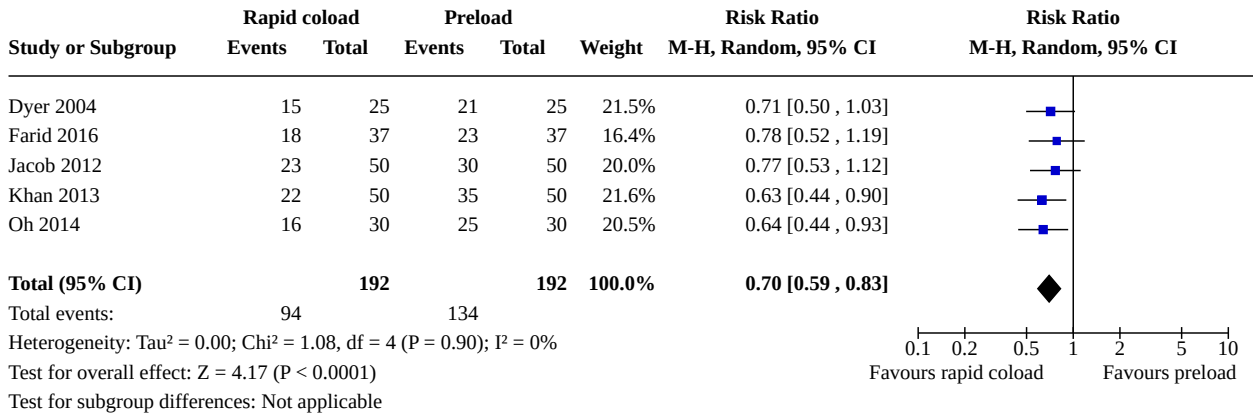 Rapid coload Preload Risk Ratio Risk Ratio
Study or Subgroup Events Total Events Total Weight M-H, Random, 95% CI M-H, Random, 95% CI
Dyer 2004 15 25 21 25 21.5% 0.71 [0.50 , 1.03]
Farid 2016 18 37 23 37 16.4% 0.78 [0.52 , 1.19]
Jacob 2012 23 50 30 50 20.0% 0.77 [0.53 , 1.12]
Khan 2013 22 50 35 50 21.6% 0.63 [0.44 , 0.90]
Oh 2014 16 30 25 30 20.5% 0.64 [0.44 , 0.93]
Total (95% CI) 192 192 100.0% 0.70 [0.59 , 0.83]
Total events: 94 134
Heterogeneity: Tau² = 0.00; Chi² = 1.08, df = 4 (P = 0.90); I² = 0%
0.1 0.2 0.5 1 2 5 10
Test for overall effect: Z = 4.17 (P < 0.0001) Favours rapid coload Favours preload
Test for subgroup differences: Not applicable